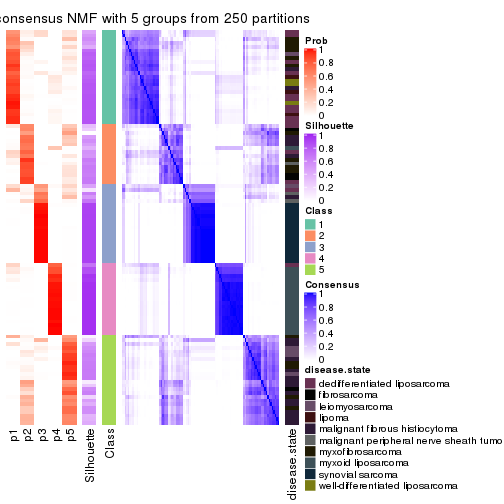 consensus NMF with 5 groups from 250 partitions
Prob
1
0.8
0.6
0.4
0.2
0
Silhouette
1
0.8
0.6
0.4
0.2
0
Class
1
2
3
4
5
Consensus
1
0.8
0.6
0.4
0.2
0
disease.state
dedifferentiated liposarcoma
fibrosarcoma
leiomyosarcoma
lipoma
malignant fibrous histiocytoma
malignant peripheral nerve sheath tumo
myxofibrosarcoma
myxoid liposarcoma
synovial sarcoma
well-differentiated liposarcoma
p1
p2
p3
p4
p5
Silhouette
Class
disease.state